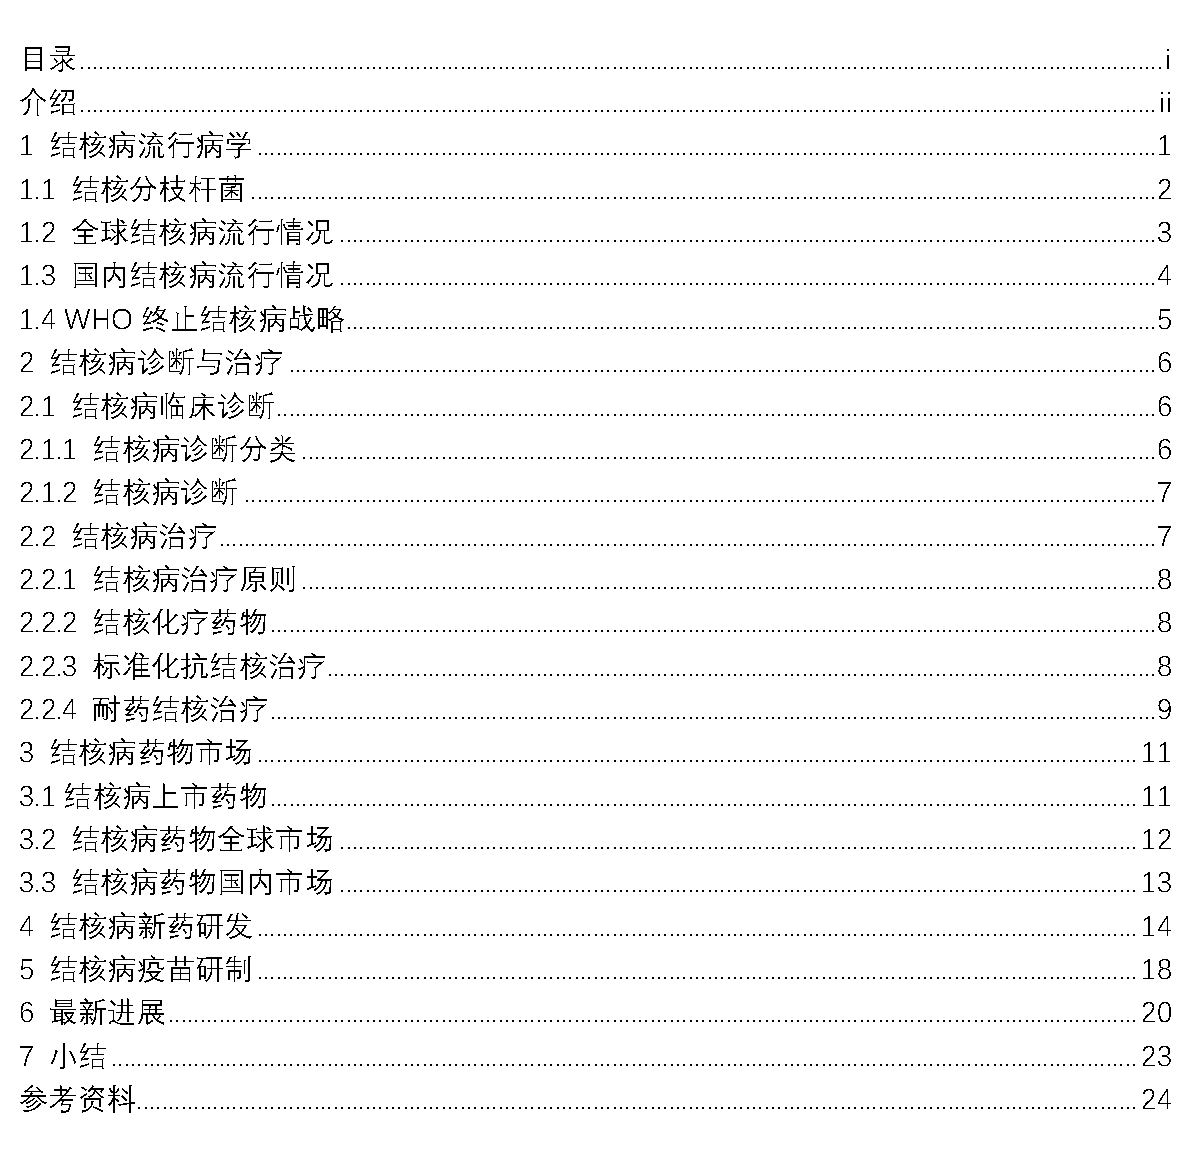 目录 i
介绍 ii
1 结核病流行病学 1
1.1 结核分枝杆菌 2
1.2 全球结核病流行情况 3
1.3 国内结核病流行情况 4
1.4 WHO 终止结核病战略 5
2 结核病诊断与治疗 6
2.1 结核病临床诊断 6
2.1.1 结核病诊断分类 6
2.1.2 结核病诊断 7
2.2 结核病治疗 7
2.2.1 结核病治疗原则 8
2.2.2 结核化疗药物 8
2.2.3 标准化抗结核治疗 8
2.2.4 耐药结核治疗 9
3 结核病药物市场 11
3.1 结核病上市药物 11
3.2 结核病药物全球市场 12
3.3 结核病药物国内市场 13
4 结核病新药研发 14
5 结核病疫苗研制 18
6 最新进展 20
7 小结 23
参考资料 24